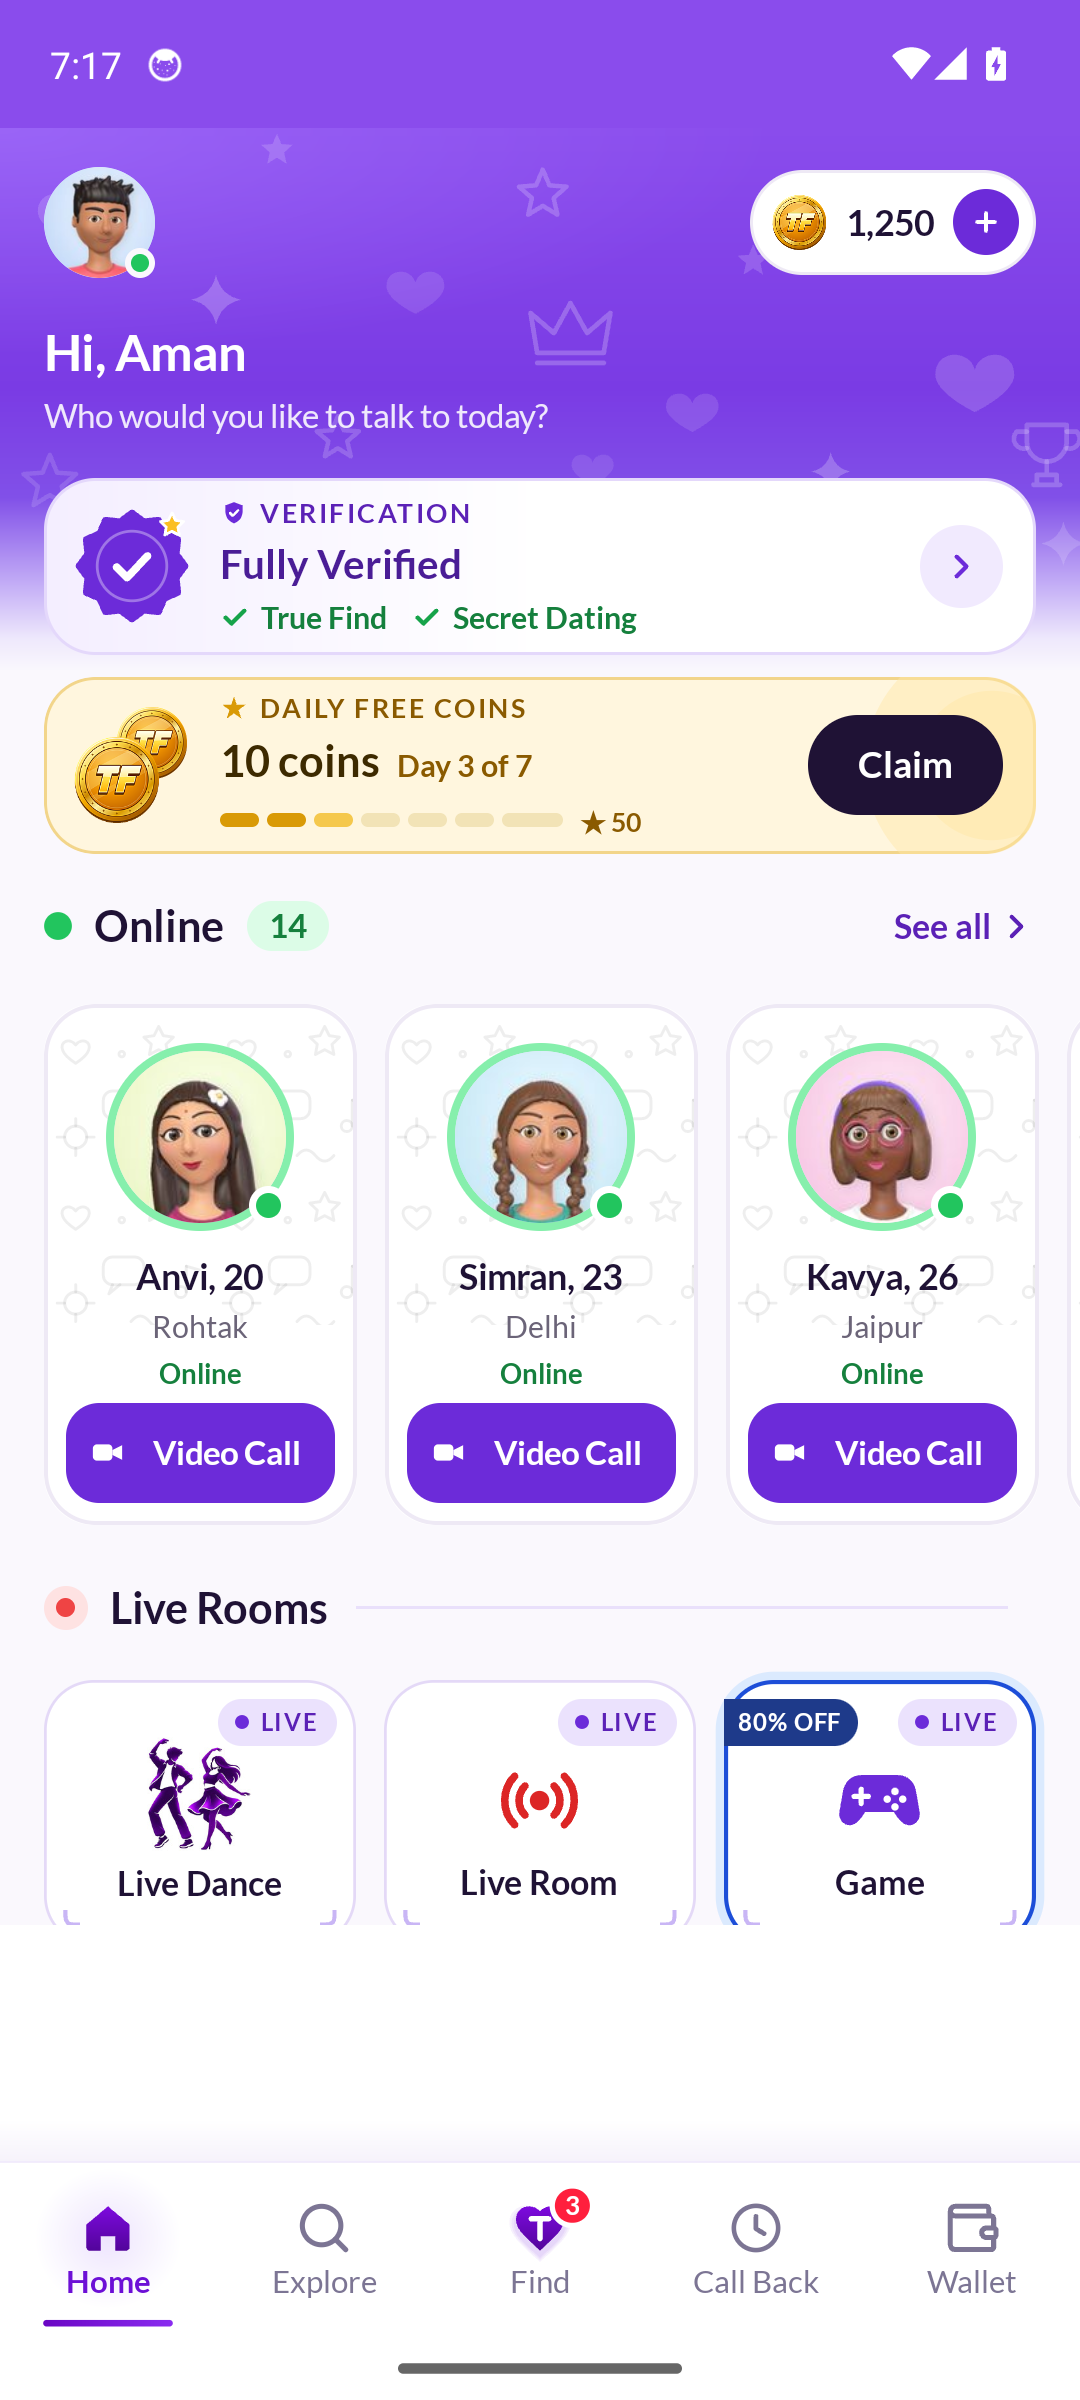 7:17
TF 1,250
Hi, Aman
Who would you like to talk to today?
VERIFICATION
Fully Verified
True Find Secret Dating
DAILY FREE COINS
TF TF
10 coins Day 3 of 7
Claim
50
Online 14
See all
Anvi, 20
Rohtak
Online
Video Call
Simran, 23
Delhi
Online
Video Call
Kavya, 26
Jaipur
Online
Video Call
Live Rooms
LIVE
Live Dance
LIVE
Live Room
80% OFF
LIVE
Game
Home
Explore
T 3
Find
Call Back
Wallet